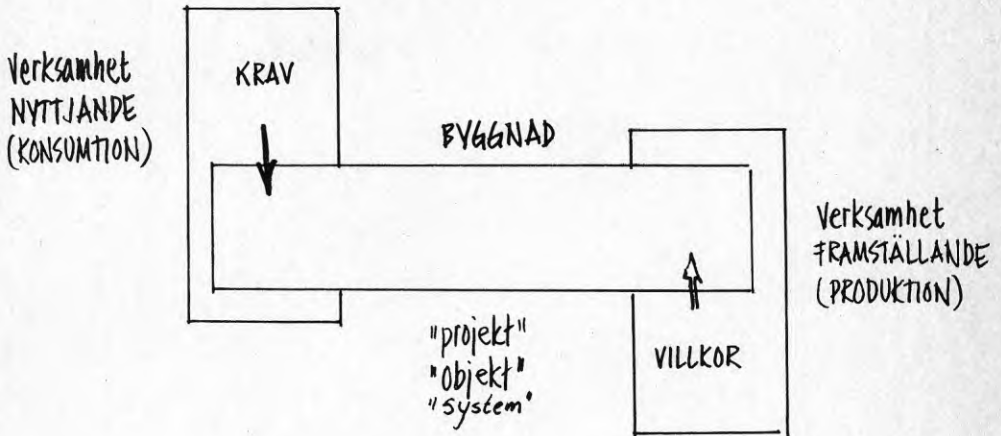 Verksamhet
NYTTJANDE
(KONSUMTION)
KRAV
BYGGNAD
Verksamhet
FRAMSTÄLLANDE
(PRODUKTION)
"projekt"
"objekt"
"system"
VILLKOR